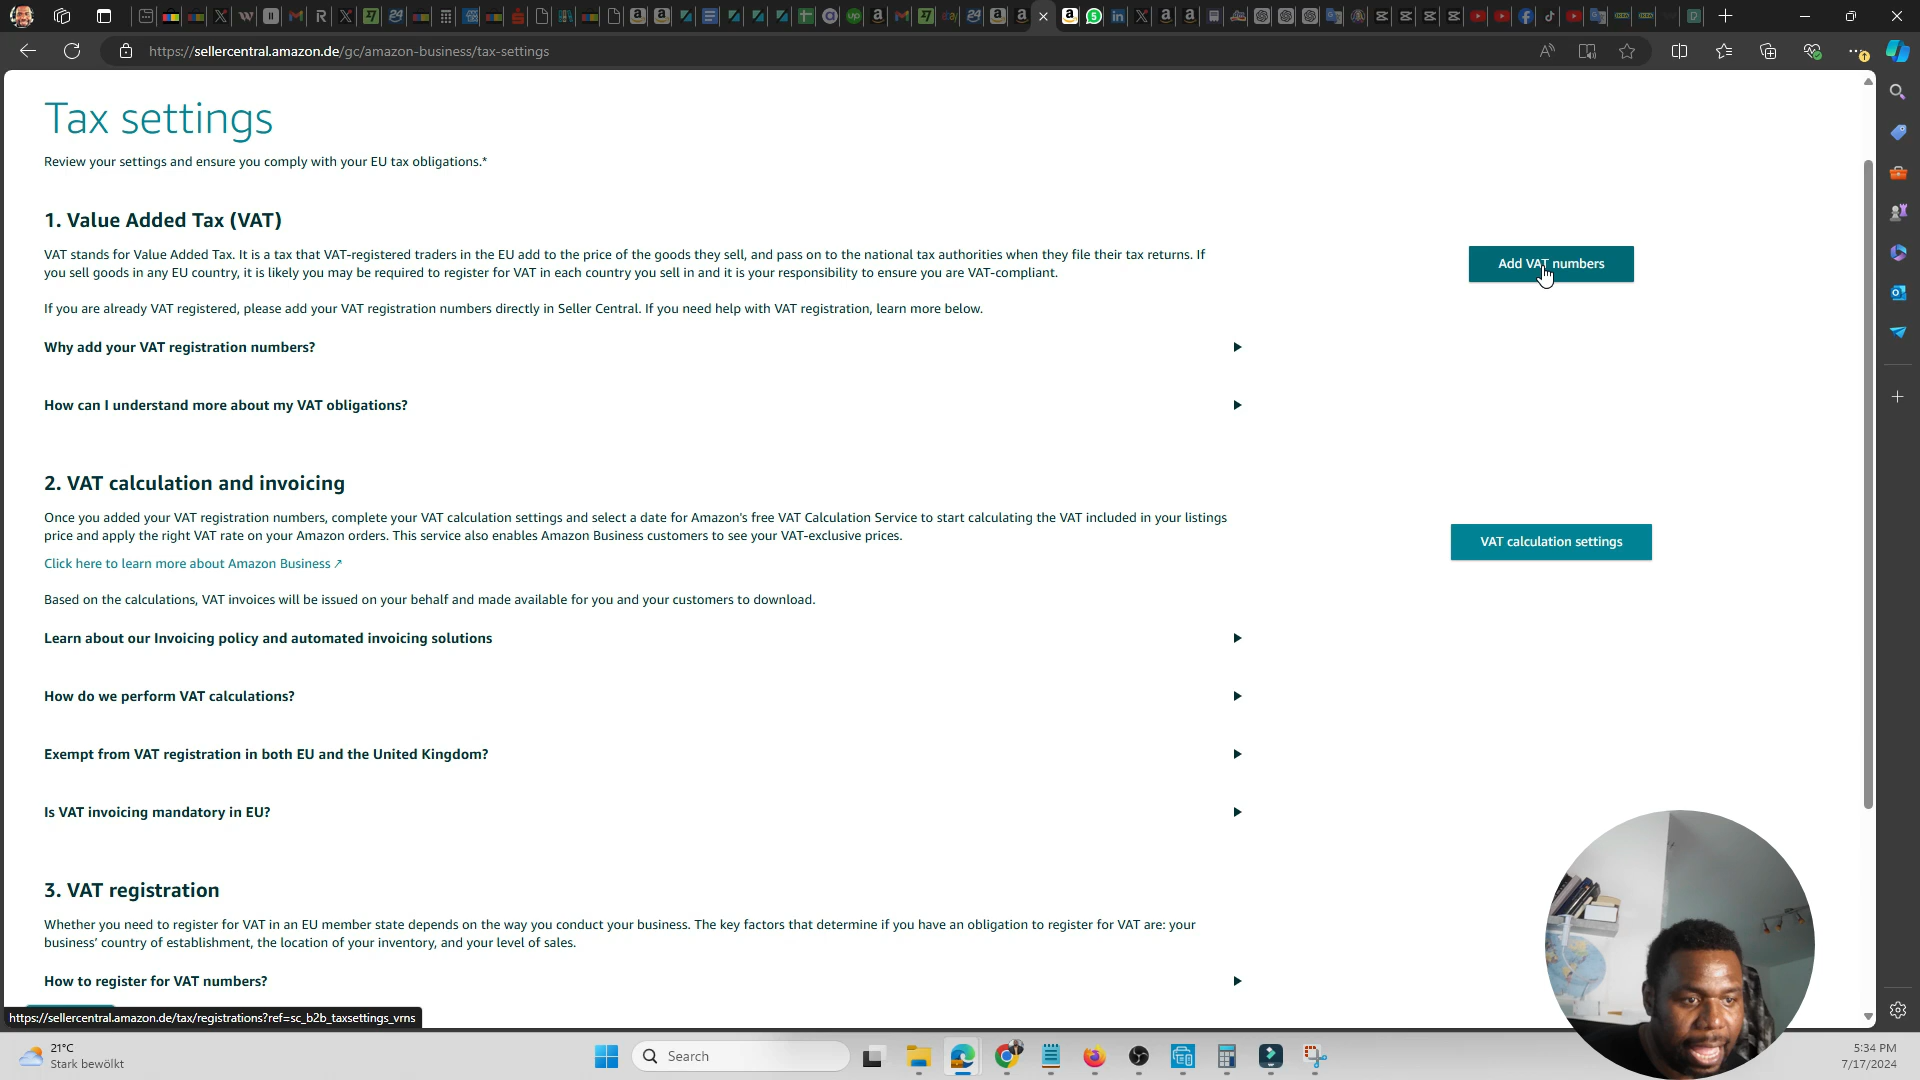 https://sellercentral.amazon.de/gc/amazon-business/tax-settings
Tax settings
Review your settings and ensure you comply with your EU tax obligations.*
1. Value Added Tax (VAT)
VAT stands for Value Added Tax. It is a tax that VAT-registered traders in the EU add to the price of the goods they sell, and pass on to the national tax authorities when they file their tax returns. If
you sell goods in any EU country, it is likely you may be required to register for VAT in each country you sell in and it is your responsibility to ensure you are VAT-compliant.
Add VAT numbers
If you are already VAT registered, please add your VAT registration numbers directly in Seller Central. If you need help with VAT registration, learn more below.
Why add your VAT registration numbers?
How can I understand more about my VAT obligations?
2. VAT calculation and invoicing
Once you added your VAT registration numbers, complete your VAT calculation settings and select a date for Amazon's free VAT Calculation Service to start calculating the VAT included in your listings
price and apply the right VAT rate on your Amazon orders. This service also enables Amazon Business customers to see your VAT-exclusive prices.
VAT calculation settings
Click here to learn more about Amazon Business ↗
Based on the calculations, VAT invoices will be issued on your behalf and made available for you and your customers to download.
Learn about our Invoicing policy and automated invoicing solutions
How do we perform VAT calculations?
Exempt from VAT registration in both EU and the United Kingdom?
Is VAT invoicing mandatory in EU?
3. VAT registration
Whether you need to register for VAT in an EU member state depends on the way you conduct your business. The key factors that determine if you have an obligation to register for VAT are: your
business' country of establishment, the location of your inventory, and your level of sales.
How to register for VAT numbers?
https://sellercentral.amazon.de/tax/registrations?ref=sc_b2b_taxsettings_vrns
21°C
Stark bewölkt
Search
5:34 PM
7/17/2024